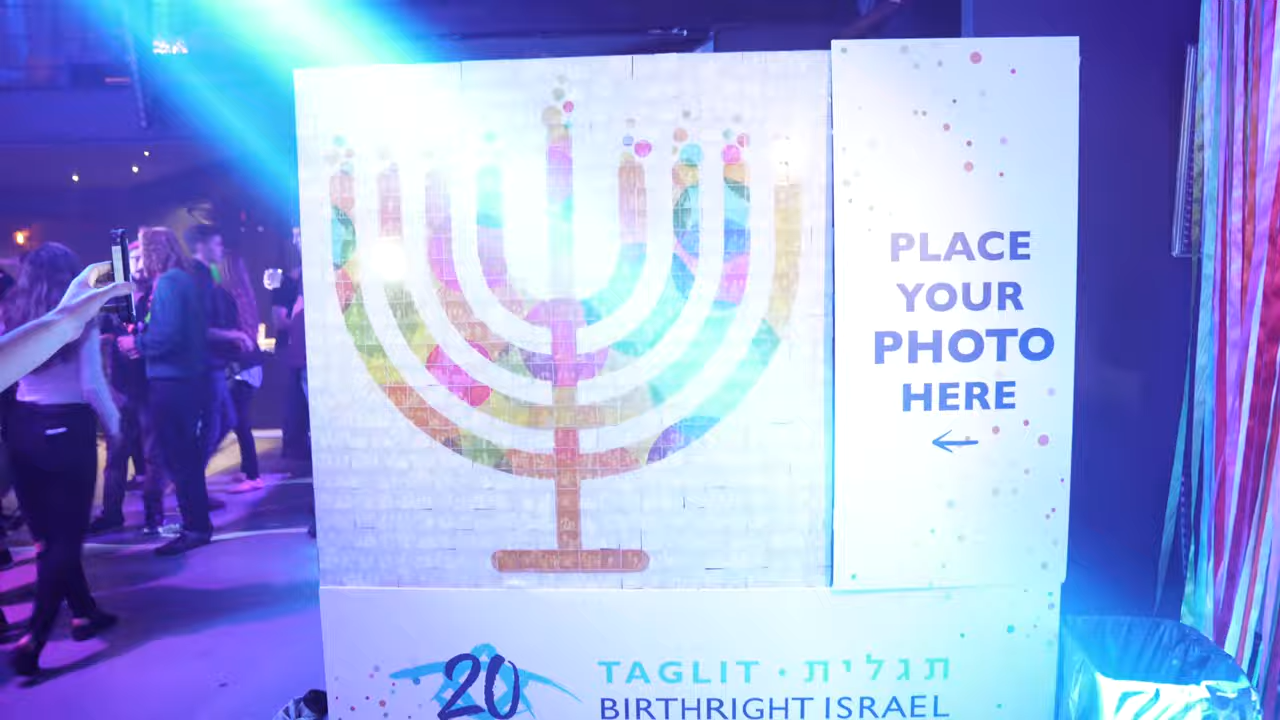 PLACE
YOUR
PHOTO
HERE
20
TAGLIT · תגלית
BIRTHRIGHT ISRAEL